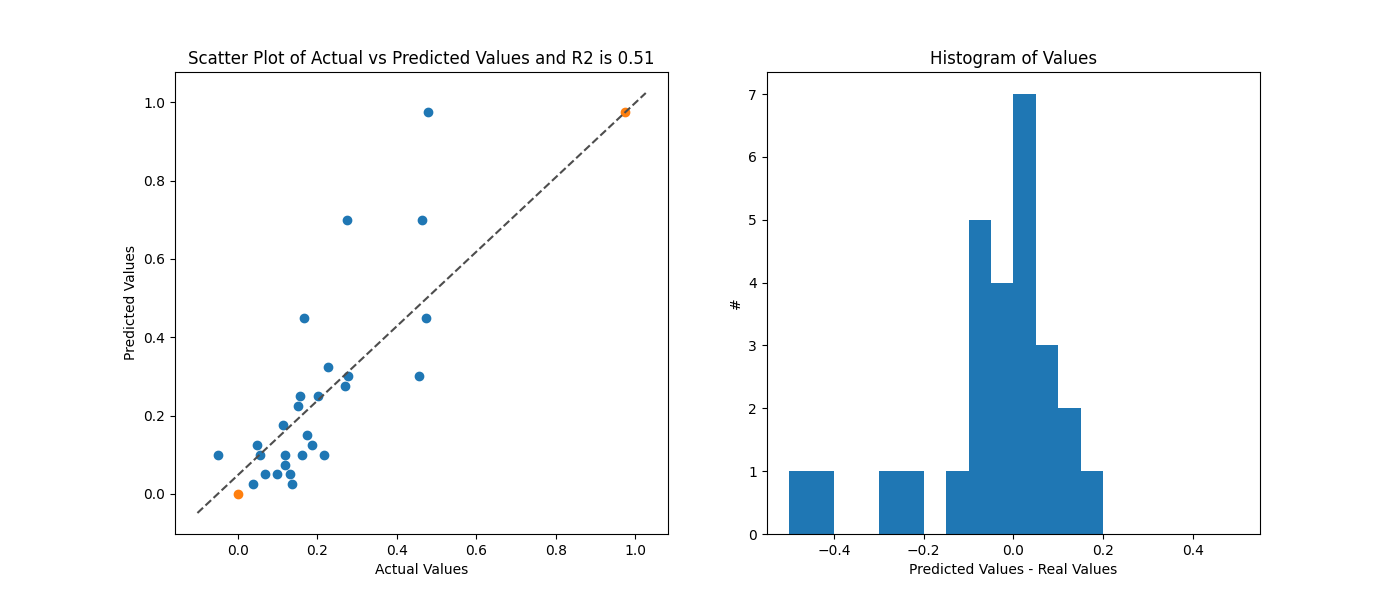 Scatter Plot of Actual vs Predicted Values and R2 is 0.51
1.0
0.8
0.6
0.4
0.2
0.0
Predicted Values
0.0 0.2 0.4 0.6 0.8 1.0
Actual Values
Histogram of Values
7
6
5
4
3
2
1
0
#
−0.4 −0.2 0.0 0.2 0.4
Predicted Values - Real Values